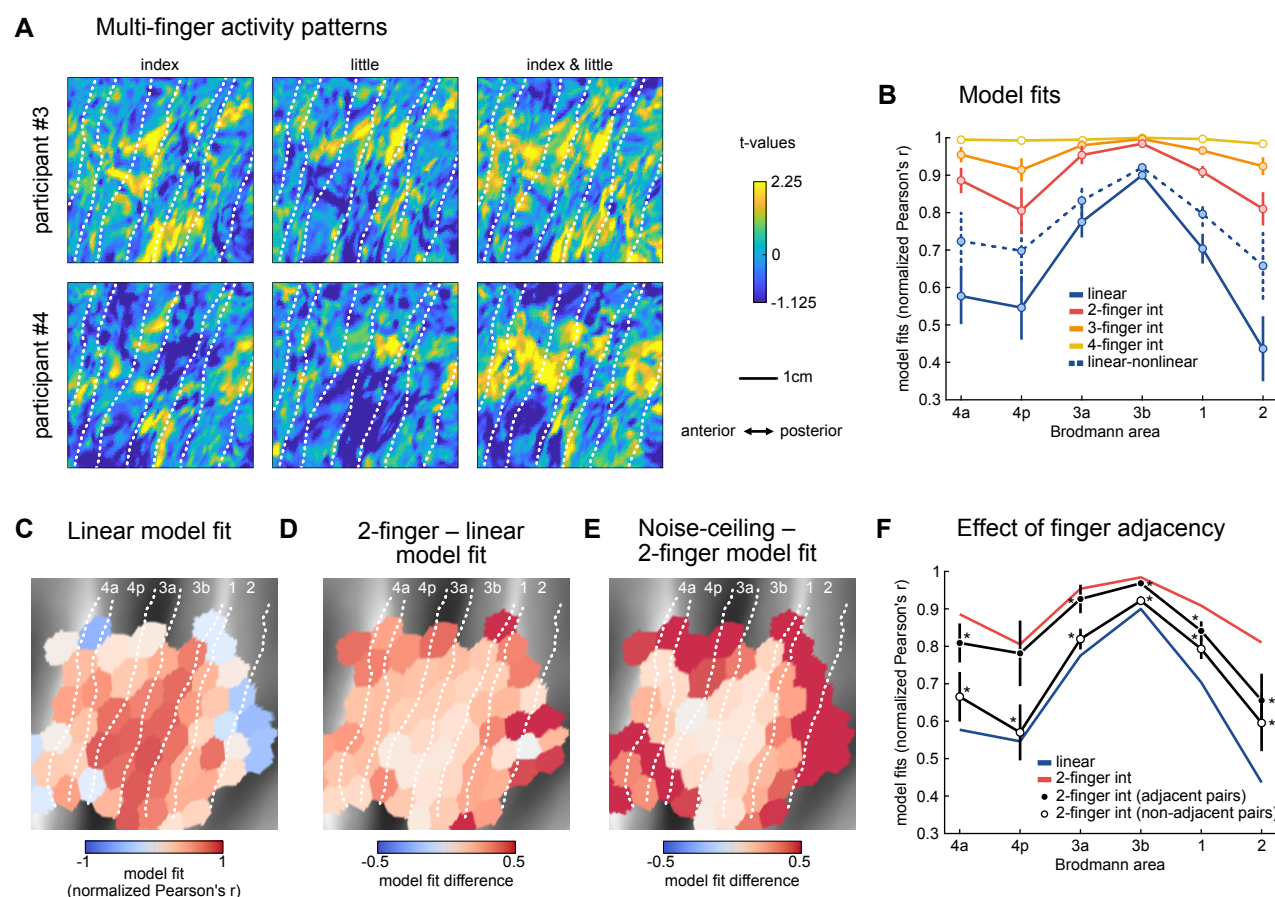 A Multi-finger activity patterns
index little index & little
participant #3
participant #4
t-values
2.25
0
-1.125
1cm
anterior posterior
B Model fits
model fits (normalized Pearson's r)
1
0.9
0.8
0.7
0.6
0.5
0.4
0.3
linear
2-finger int
3-finger int
4-finger int
linear-nonlinear
4a 4p 3a 3b 1 2
Brodmann area
C Linear model fit
4a 4p 3a 3b 1 2
-1 1
model fit
(normalized Pearson's r)
D 2-finger – linear
model fit
4a 4p 3a 3b 1 2
-0.5 0.5
model fit difference
E Noise-ceiling –
2-finger model fit
4a 4p 3a 3b 1 2
-0.5 0.5
model fit difference
F Effect of finger adjacency
model fits (normalized Pearson's r)
1
0.9
0.8
0.7
0.6
0.5
0.4
0.3
* * * * * * * * * * *
linear
2-finger int
2-finger int (adjacent pairs)
2-finger int (non-adjacent pairs)
4a 4p 3a 3b 1 2
Brodmann area